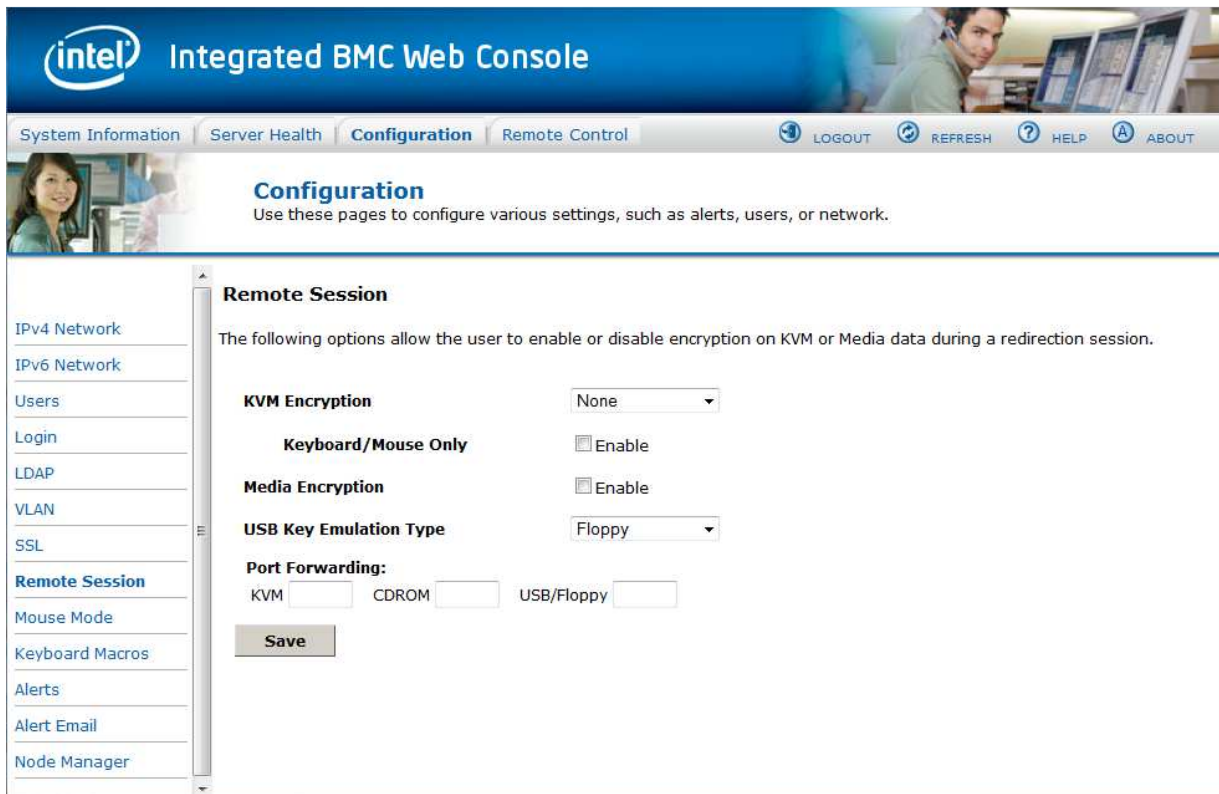 intel Integrated BMC Web Console
System Information Server Health Configuration Remote Control LOGOUT REFRESH HELP A ABOUT
Configuration
Use these pages to configure various settings, such as alerts, users, or network.
IPv4 Network
IPv6 Network
Users
Login
LDAP
VLAN
SSL
Remote Session
Mouse Mode
Keyboard Macros
Alerts
Alert Email
Node Manager
Remote Session
The following options allow the user to enable or disable encryption on KVM or Media data during a redirection session.
KVM Encryption None
Keyboard/Mouse Only Enable
Media Encryption Enable
USB Key Emulation Type Floppy
Port Forwarding:
KVM CDROM USB/Floppy
Save